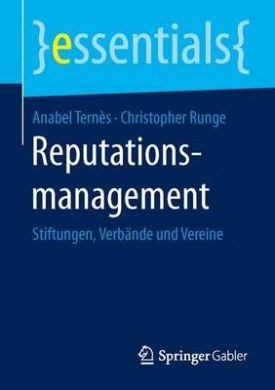 }essentials{
Anabel Ternès · Christopher Runge
Reputations-
management
Stiftungen, Verbände und Vereine
Springer Gabler